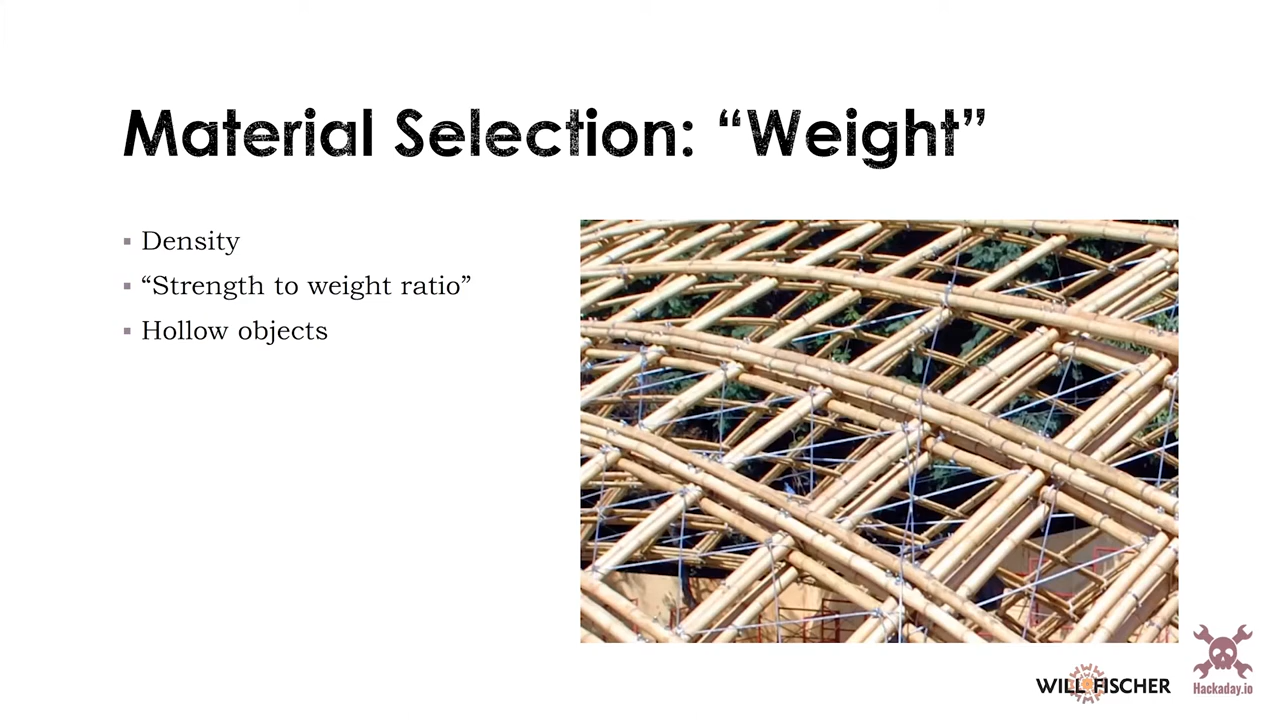 Material Selection: “Weight”
▪ Density
▪ “Strength to weight ratio”
▪ Hollow objects
WILL FISCHER
Hackaday.io